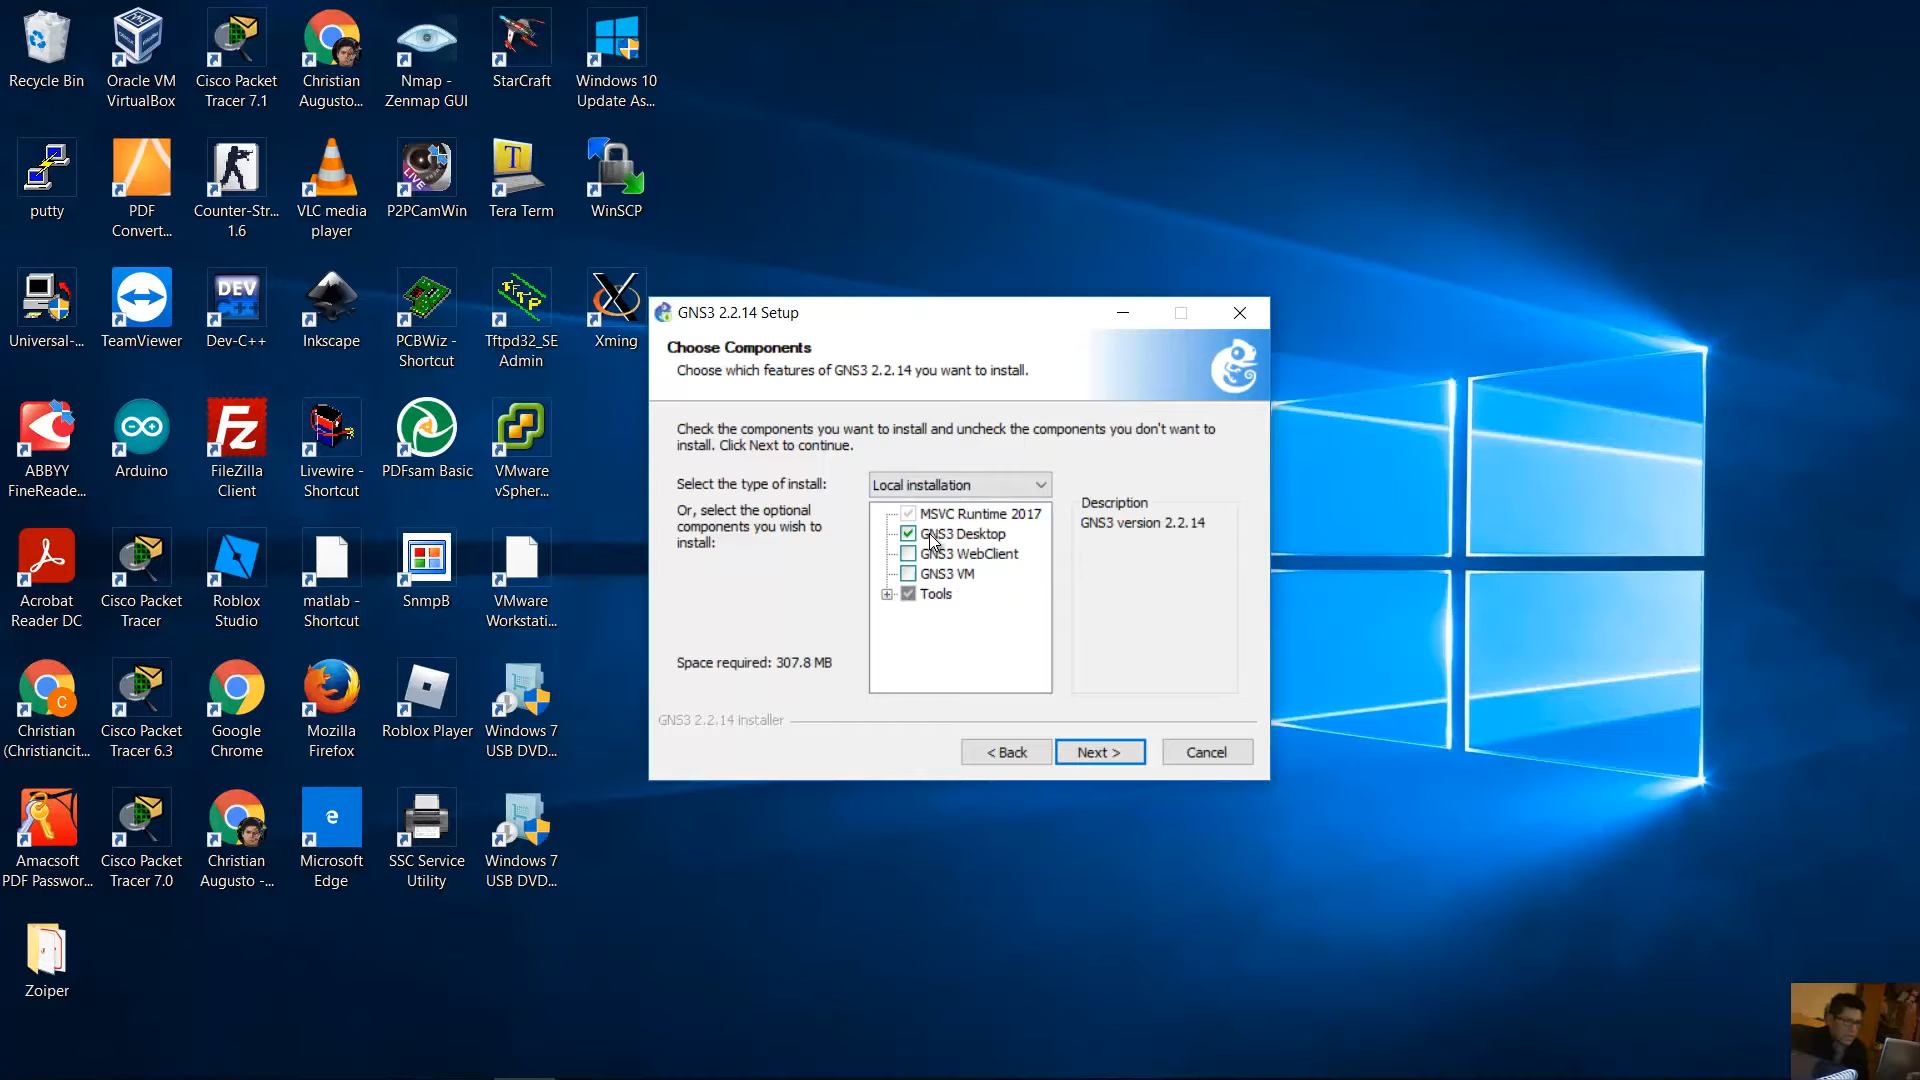 Recycle Bin
Oracle VM
VirtualBox
Cisco Packet
Tracer 7.1
Christian
Augusto...
Nmap -
Zenmap GUI
StarCraft
Windows 10
Update As...
putty
PDF
Convert...
Counter-Str...
1.6
VLC media
player
LIVE
P2PCamWin
T
Tera Term
WinSCP
Universal-...
TeamViewer
DEV
C++
Dev-C++
Inkscape
PCBWiz -
Shortcut
TFTP
Tftpd32_SE
Admin
X
Xming
ABBYY
FineReade...
Arduino
Fz
FileZilla
Client
Livewire -
Shortcut
PDFsam Basic
VMware
vSpher...
Acrobat
Reader DC
Cisco Packet
Tracer
Roblox
Studio
matlab -
Shortcut
SnmpB
VMware
Workstati...
C
Christian
(Christiancit...
Cisco Packet
Tracer 6.3
Google
Chrome
Mozilla
Firefox
Roblox Player
Windows 7
USB DVD...
Amacsoft
PDF Passwor...
Cisco Packet
Tracer 7.0
Christian
Augusto -...
e
Microsoft
Edge
SSC Service
Utility
Windows 7
USB DVD...
Zoiper
GNS3 2.2.14 Setup
Choose Components
Choose which features of GNS3 2.2.14 you want to install.
Check the components you want to install and uncheck the components you don't want to
install. Click Next to continue.
Select the type of install:
Local installation
Or, select the optional
components you wish to
install:
MSVC Runtime 2017
GNS3 Desktop
GNS3 WebClient
GNS3 VM
Tools
Description
GNS3 version 2.2.14
Space required: 307.8 MB
GNS3 2.2.14 installer
< Back
Next >
Cancel